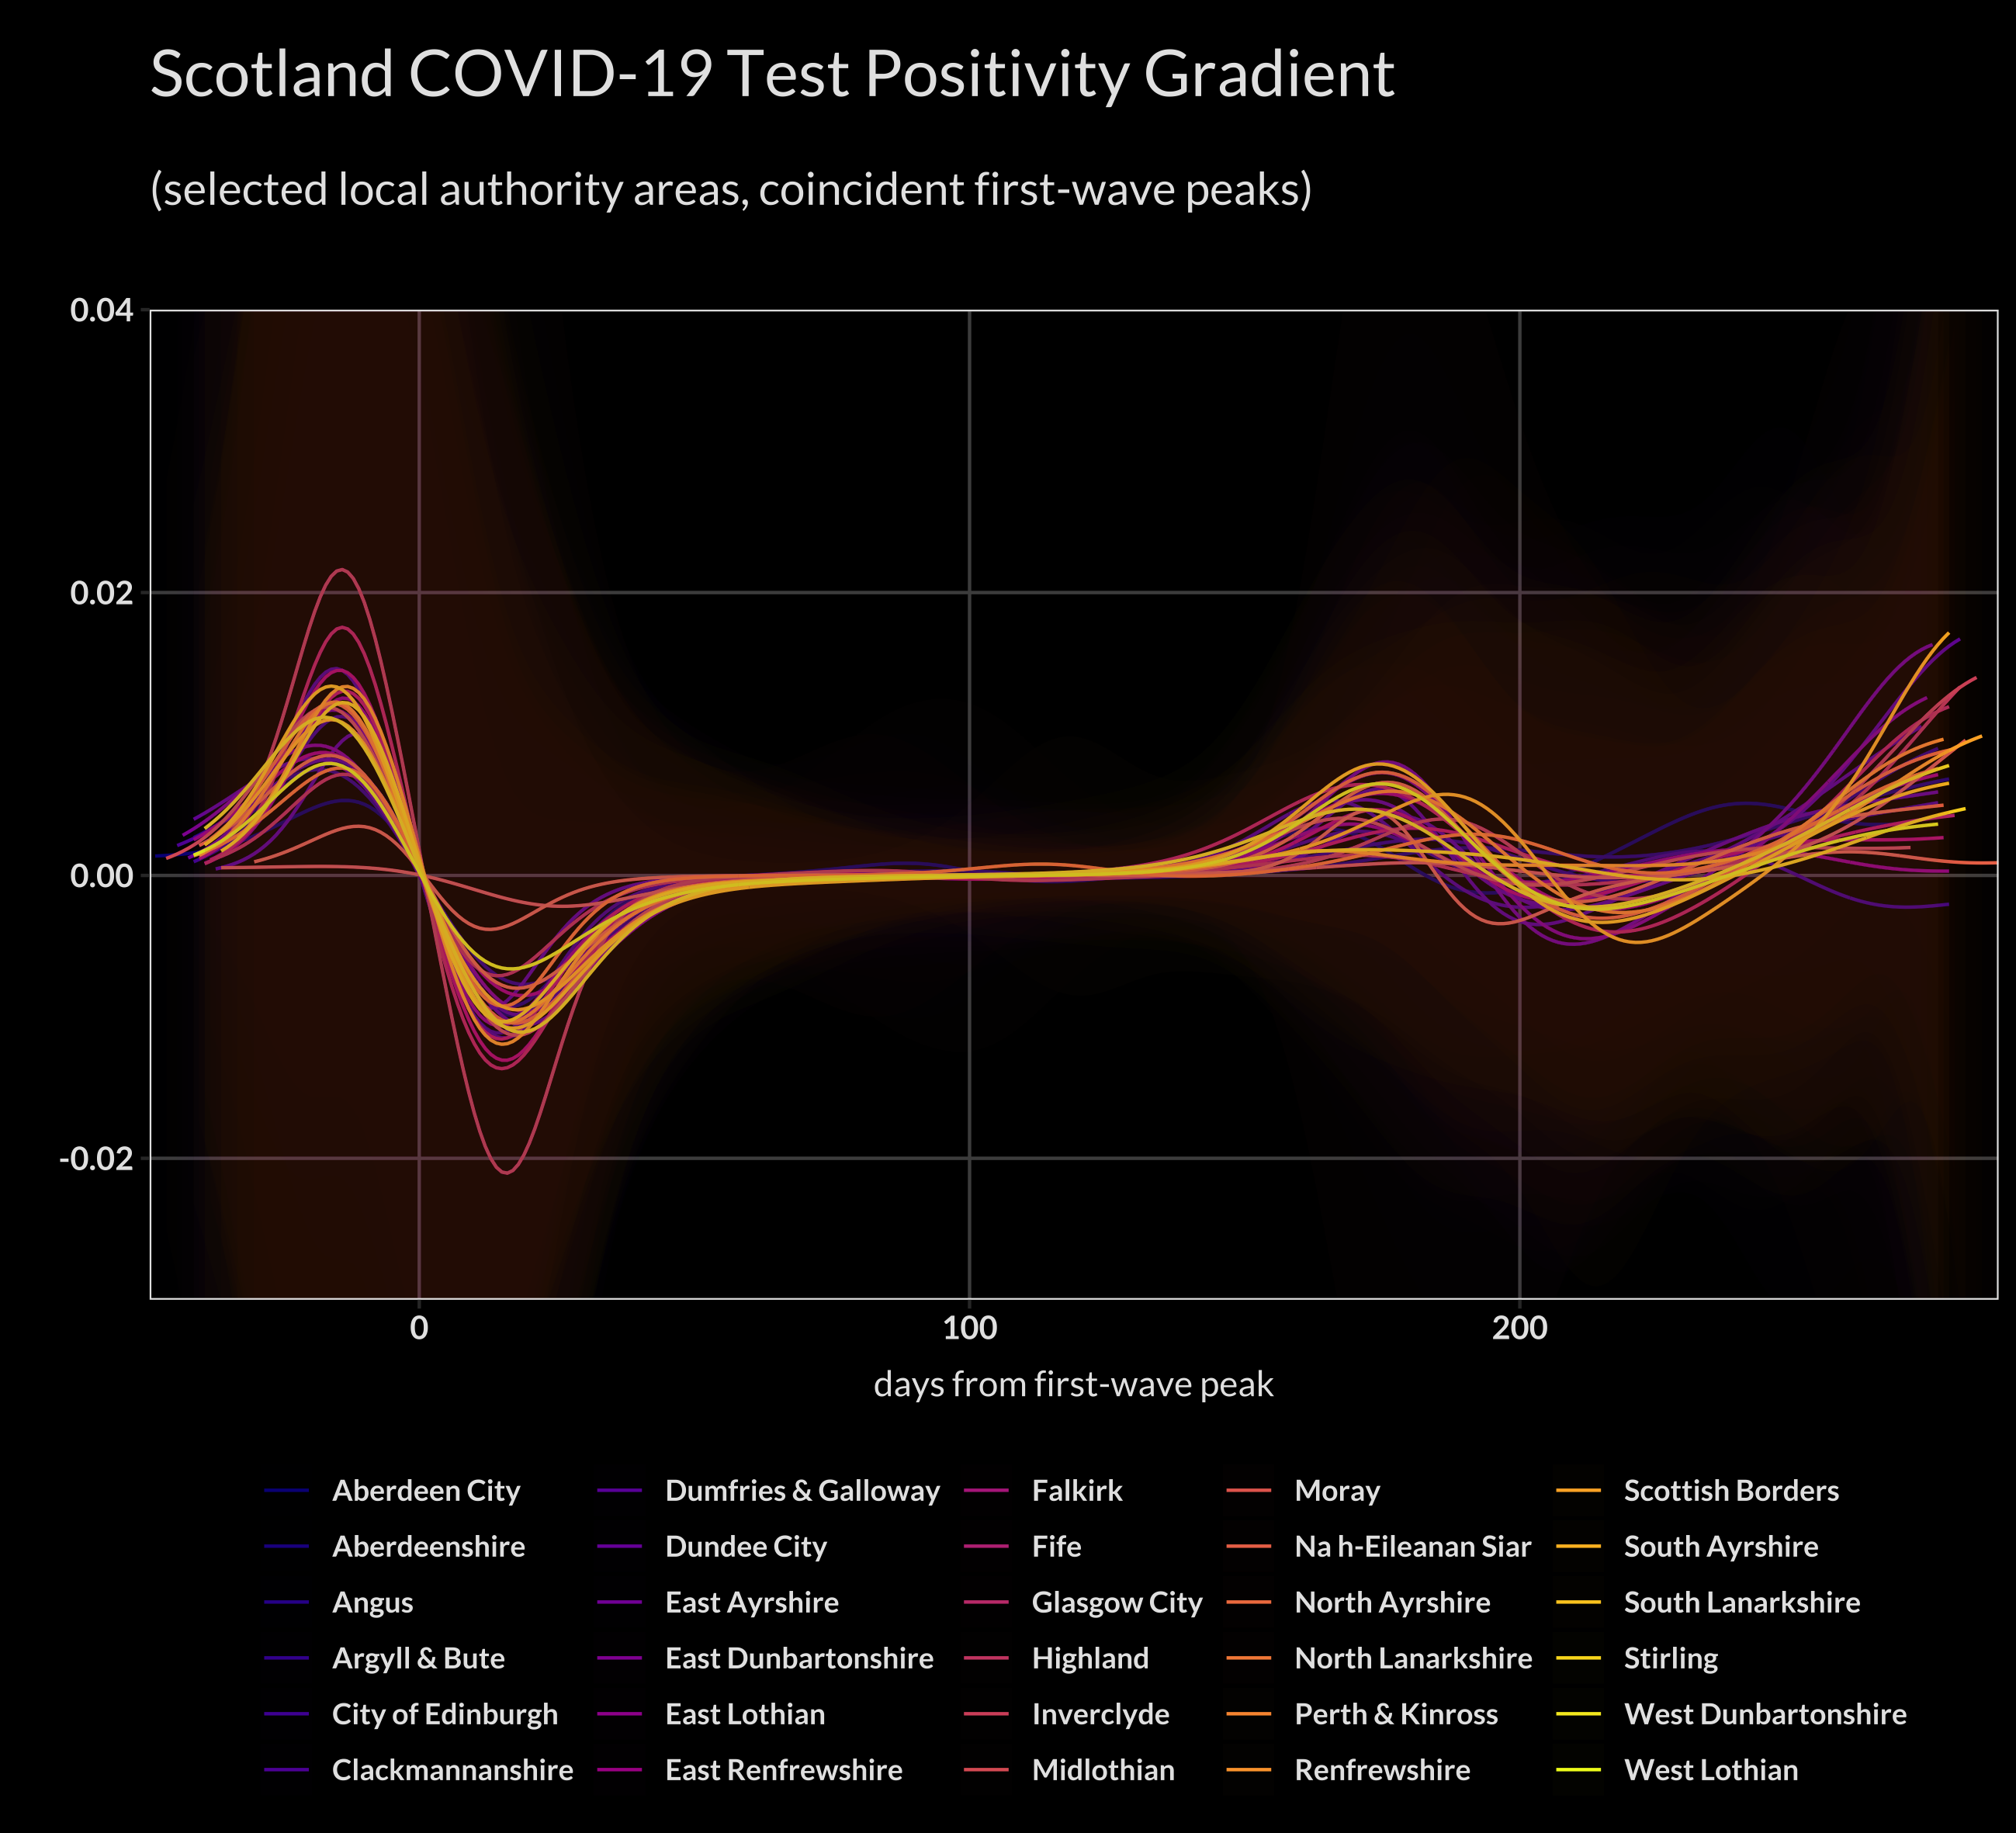 Scotland COVID-19 Test Positivity Gradient
(selected local authority areas, coincident first-wave peaks)
0.04
0.02
0.00
-0.02
0 100 200
days from first-wave peak
Aberdeen City Dumfries & Galloway Falkirk Moray Scottish Borders
Aberdeenshire Dundee City Fife Na h-Eileanan Siar South Ayrshire
Angus East Ayrshire Glasgow City North Ayrshire South Lanarkshire
Argyll & Bute East Dunbartonshire Highland North Lanarkshire Stirling
City of Edinburgh East Lothian Inverclyde Perth & Kinross West Dunbartonshire
Clackmannanshire East Renfrewshire Midlothian Renfrewshire West Lothian